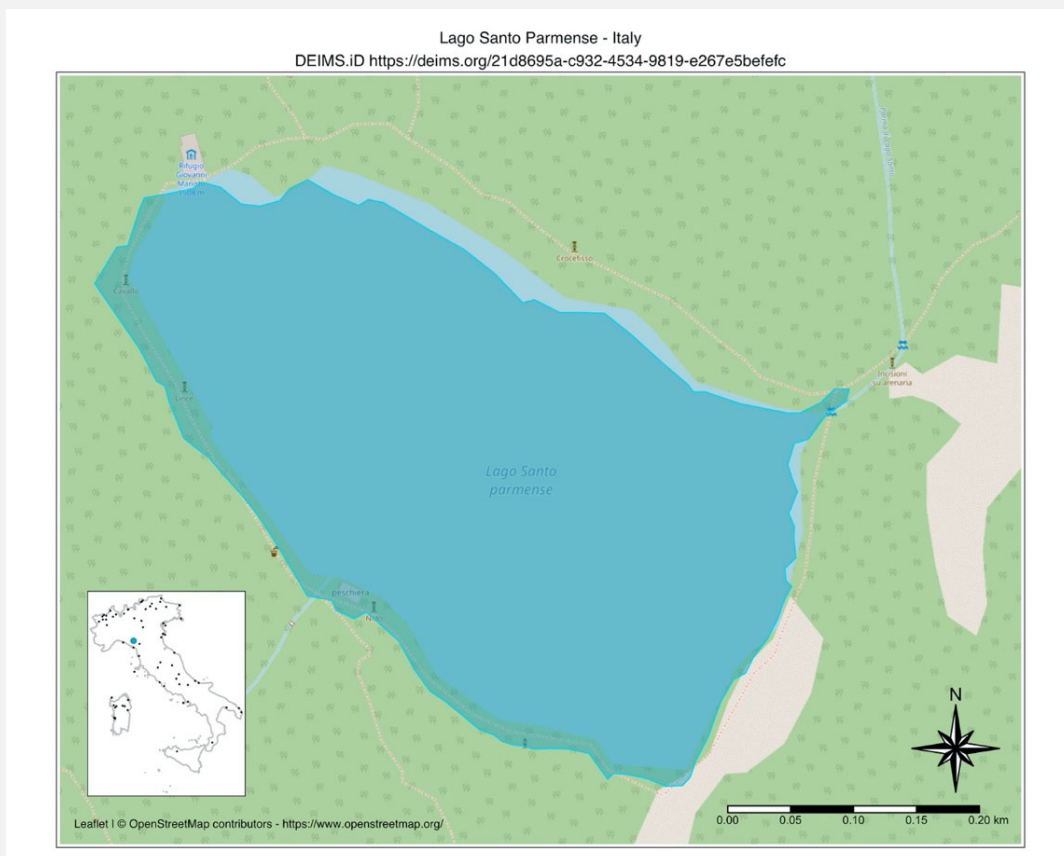 Lago Santo Parmense - Italy
DEIMS.iD https://deims.org/21d8695a-c932-4534-9819-e267e5befefc
Rifugio
Giovanni
Mariotti
Crocefisso
Cavallo
Incisioni
su arenaria
Lince
Lago Santo
parmense
peschiera
N
0.00 0.05 0.10 0.15 0.20 km
Leaflet | © OpenStreetMap contributors - https://www.openstreetmap.org/